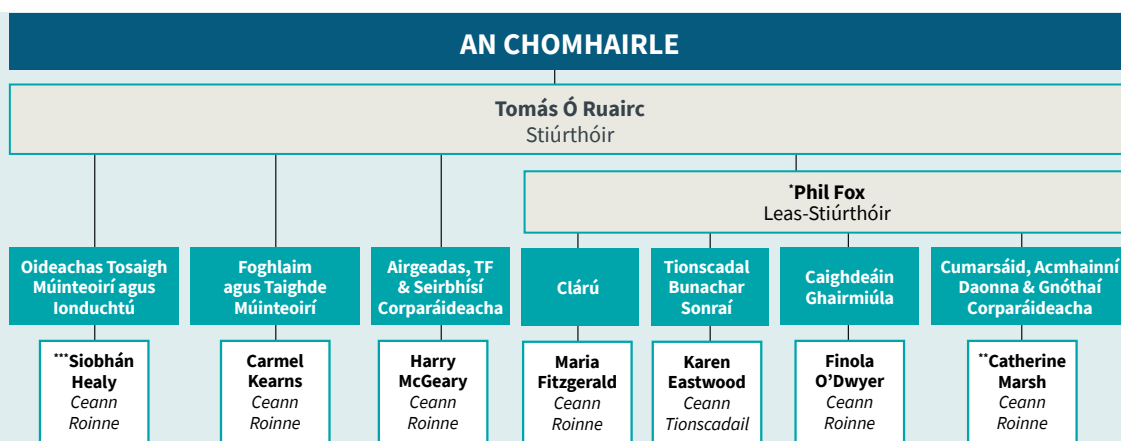 AN CHOMHAIRLE
Tomás Ó Ruairc
Stiúrthóir
*Phil Fox
Leas-Stiúrthóir
Oideachas Tosaigh
Múinteoirí agus
Ionduchtú
Foghlaim
agus Taighde
Múinteoirí
Airgeadas, TF
& Seirbhísí
Corparáideacha
Clárú
Tionscadal
Bunachar
Sonraí
Caighdeáin
Ghairmiúla
Cumarsáid, Acmhainní
Daonna & Gnóthaí
Corparáideacha
***Siobhán
Healy
Ceann
Roinne
Carmel
Kearns
Ceann
Roinne
Harry
McGeary
Ceann
Roinne
Maria
Fitzgerald
Ceann
Roinne
Karen
Eastwood
Ceann
Tionscadail
Finola
O’Dwyer
Ceann
Roinne
**Catherine
Marsh
Ceann
Roinne